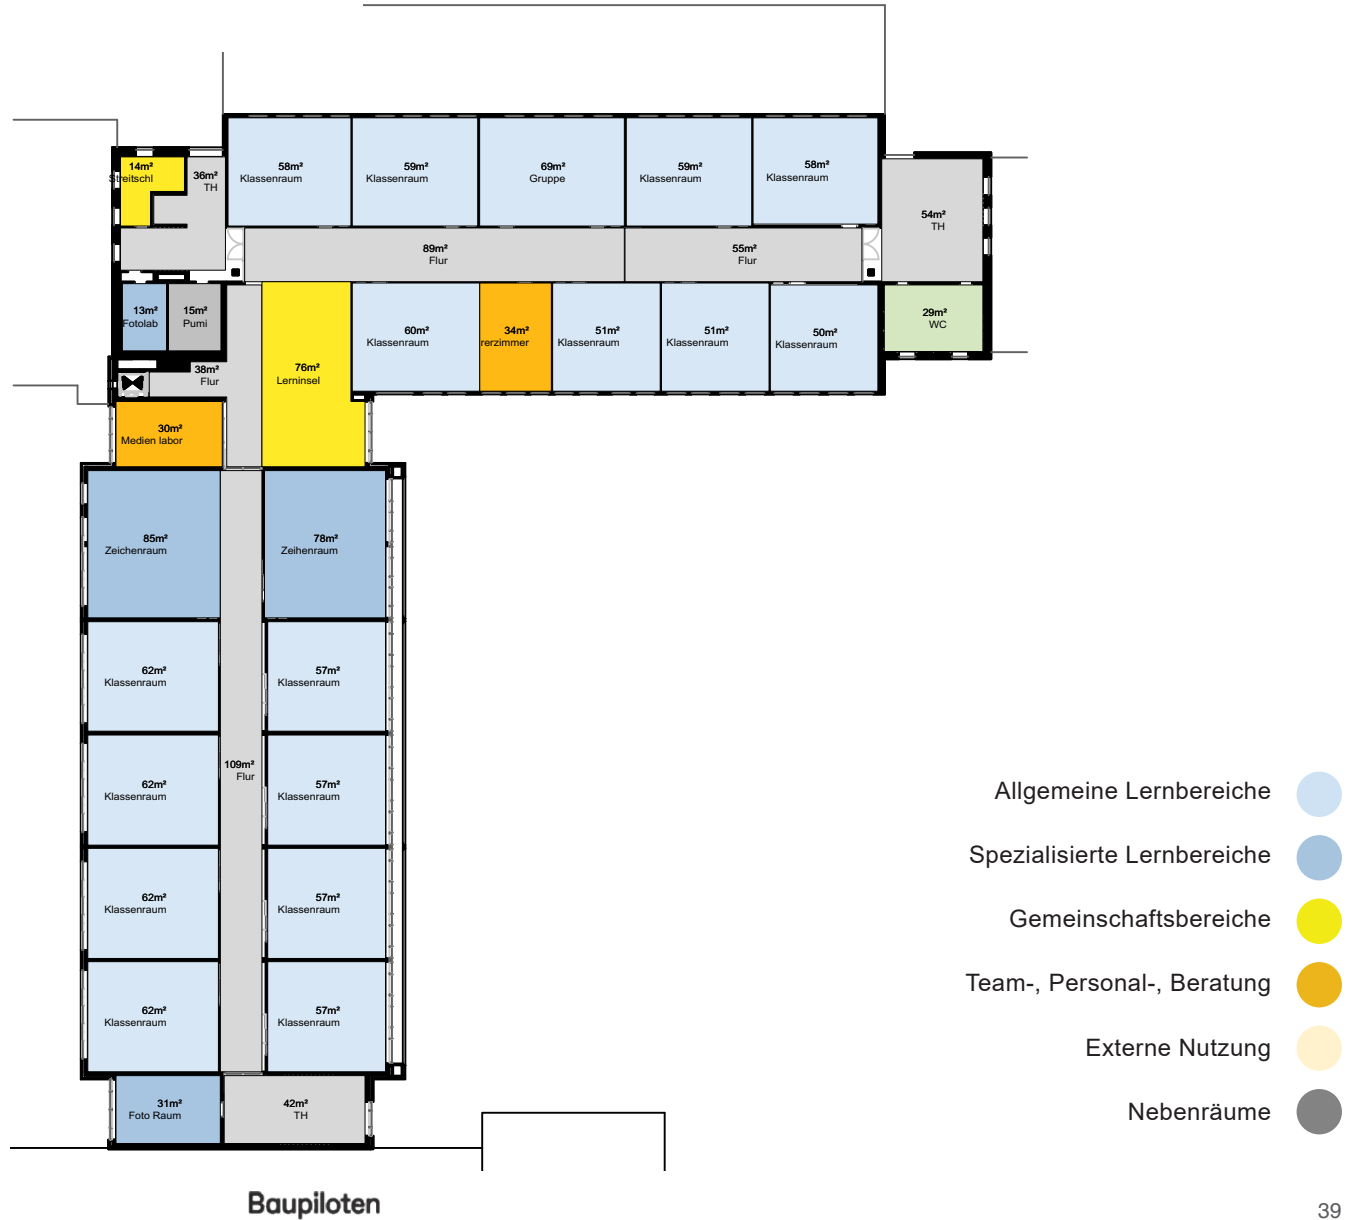 14m²
Streitschl
36m²
TH
58m²
Klassenraum
59m²
Klassenraum
69m²
Gruppe
59m²
Klassenraum
58m²
Klassenraum
54m²
TH
89m²
Flur
55m²
Flur
13m²
Fotolab
15m²
Pumi
38m²
Flur
76m²
Lerninsel
60m²
Klassenraum
34m²
rerzimmer
51m²
Klassenraum
51m²
Klassenraum
50m²
Klassenraum
29m²
WC
30m²
Medien labor
85m²
Zeichenraum
78m²
Zeihenraum
62m²
Klassenraum
57m²
Klassenraum
109m²
Flur
62m²
Klassenraum
57m²
Klassenraum
62m²
Klassenraum
57m²
Klassenraum
62m²
Klassenraum
57m²
Klassenraum
31m²
Foto Raum
42m²
TH
Allgemeine Lernbereiche
Spezialisierte Lernbereiche
Gemeinschaftsbereiche
Team-, Personal-, Beratung
Externe Nutzung
Nebenräume
Baupiloten
39